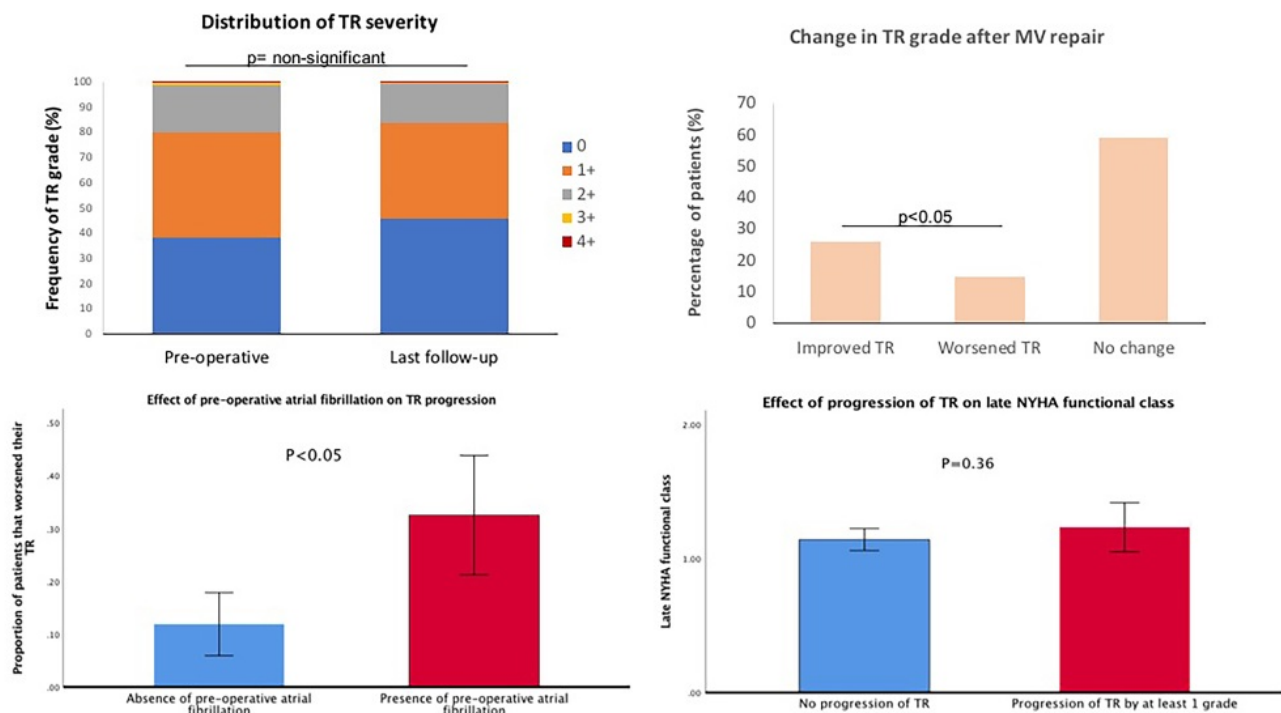 Distribution of TR severity
p= non-significant
Frequency of TR grade (%)
100
90
80
70
60
50
40
30
20
10
0
Pre-operative
Last follow-up
0
1+
2+
3+
4+
Change in TR grade after MV repair
Percentage of patients (%)
70
60
50
40
30
20
10
0
p<0.05
Improved TR
Worsened TR
No change
Effect of pre-operative atrial fibrillation on TR progression
Proportion of patients that worsened their
TR
.50
.40
.30
.20
.10
.00
P<0.05
Absence of pre-operative atrial
fibrillation
Presence of pre-operative atrial
fibrillation
Effect of progression of TR on late NYHA functional class
Late NYHA functional class
2.00
1.00
.00
P=0.36
No progression of TR
Progression of TR by at least 1 grade